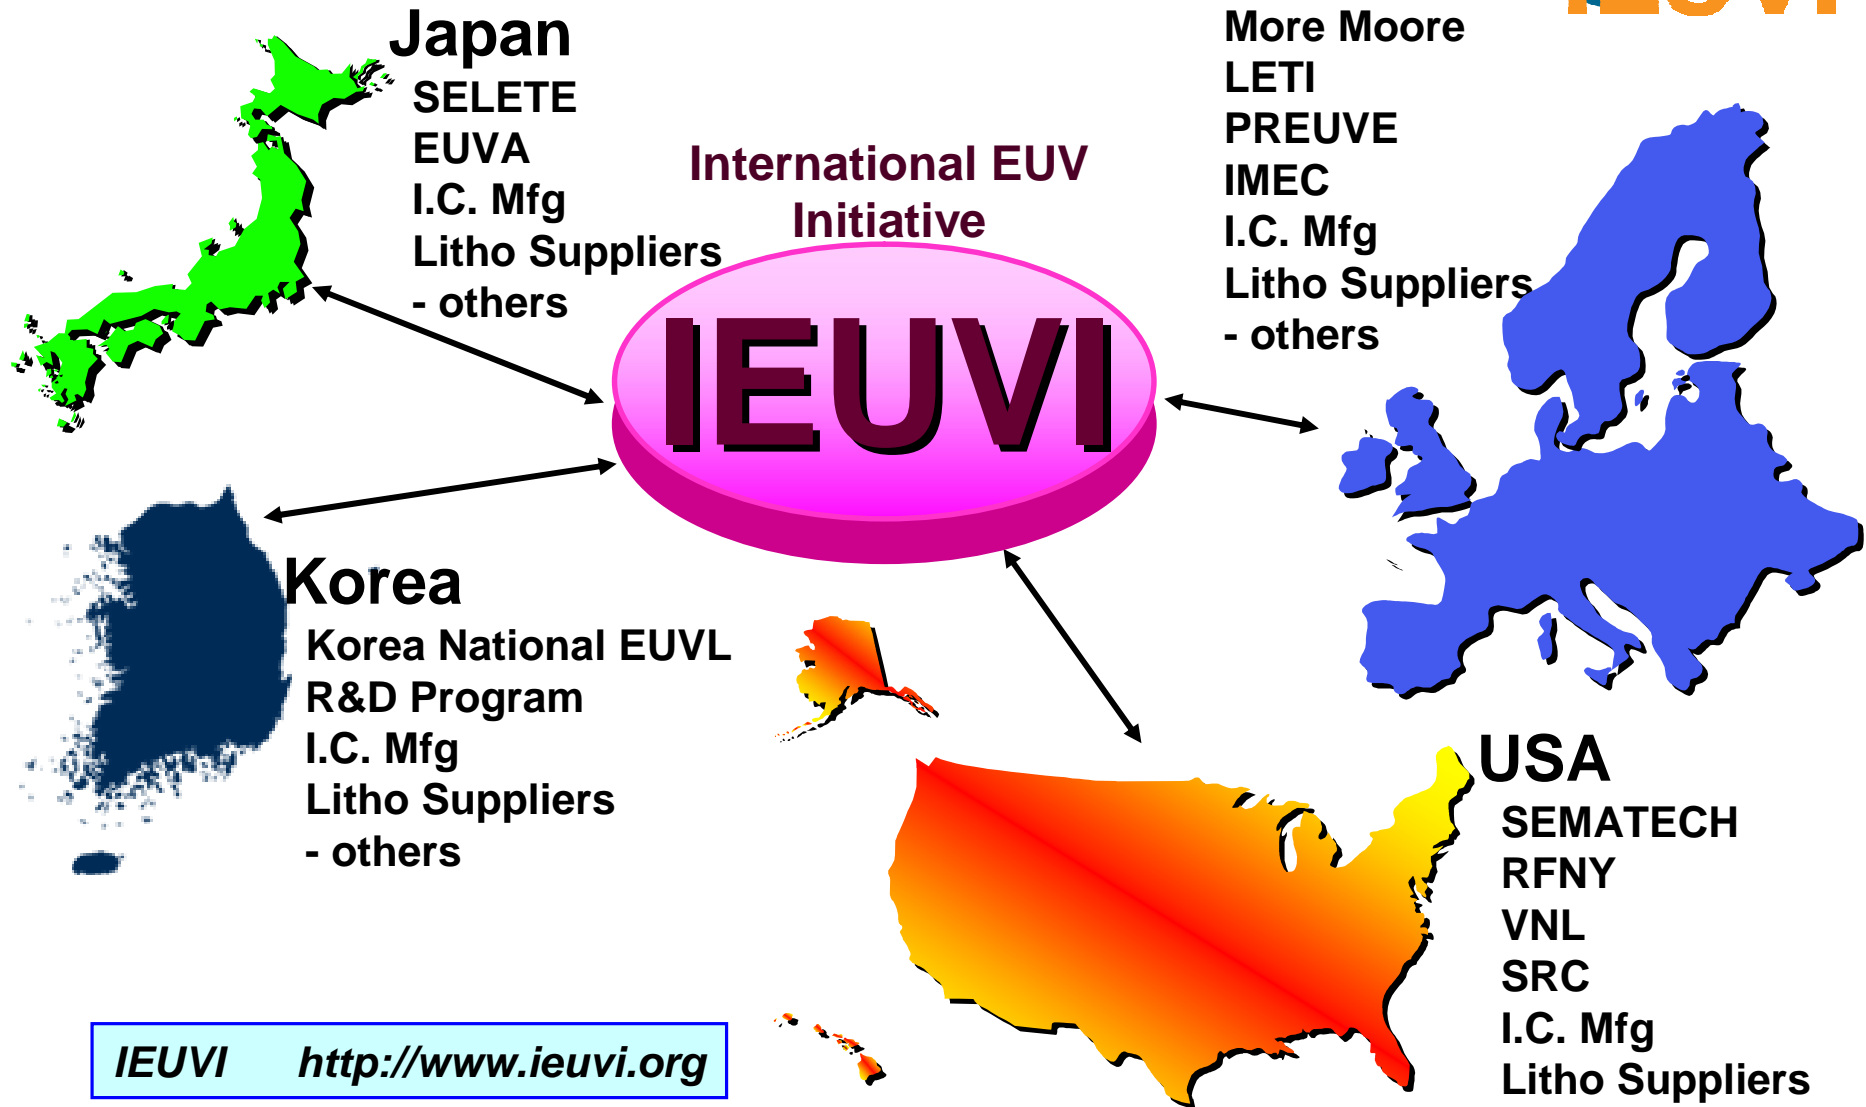 Japan
SELETE
EUVA
I.C. Mfg
Litho Suppliers
- others
International EUV
Initiative
IEUVI
More Moore
LETI
PREUVE
IMEC
I.C. Mfg
Litho Suppliers
- others
IEUVI
Korea
Korea National EUVL
R&D Program
I.C. Mfg
Litho Suppliers
- others
USA
SEMATECH
RFNY
VNL
SRC
I.C. Mfg
Litho Suppliers
IEUVI http://www.ieuvi.org